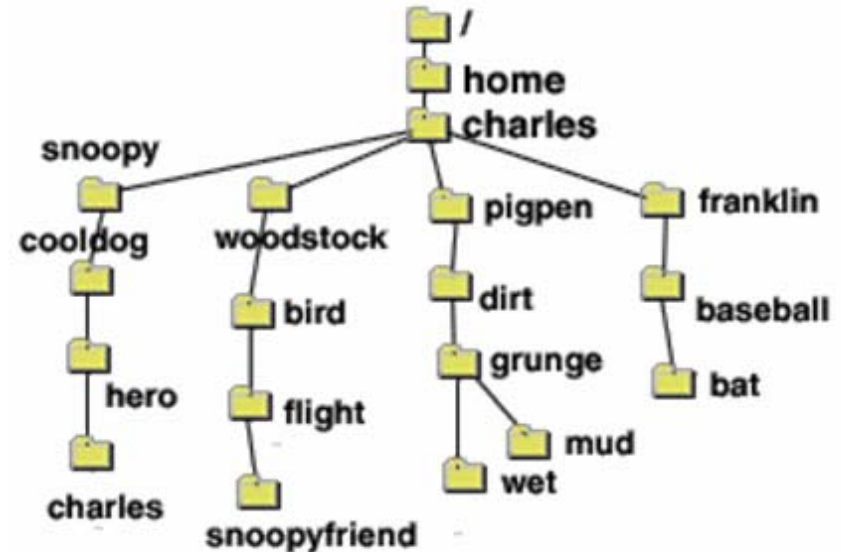 /
home
charles
snoopy
franklin
pigpen
cooldog
woodstock
dirt
baseball
bird
grunge
bat
hero
flight
mud
wet
charles
snoopyfriend